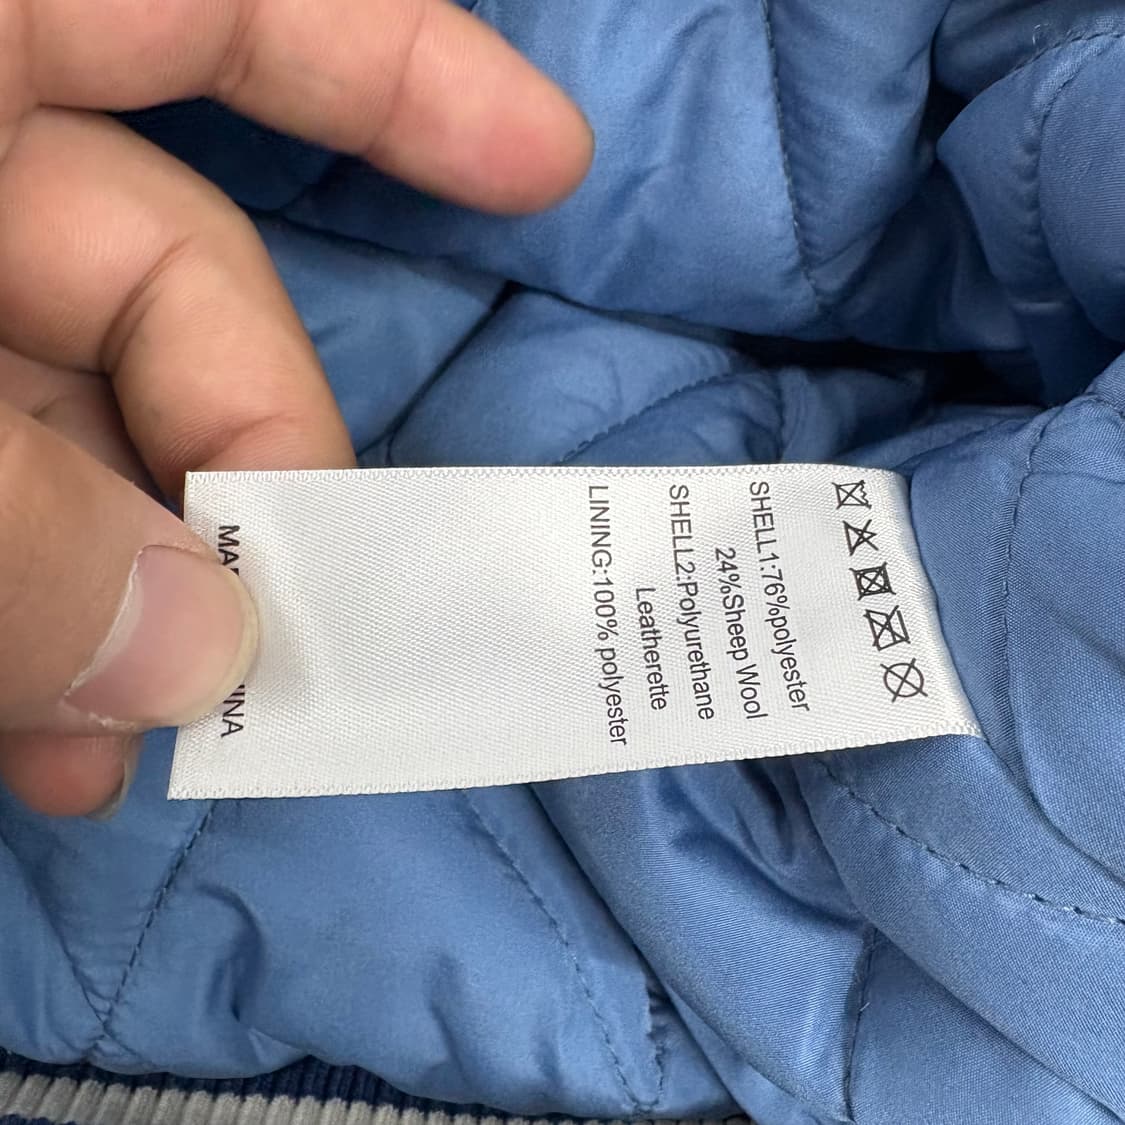 SHELL1:76%polyester
24%Sheep Wool
SHELL2:Polyurethane
Leatherette
LINING:100% polyester